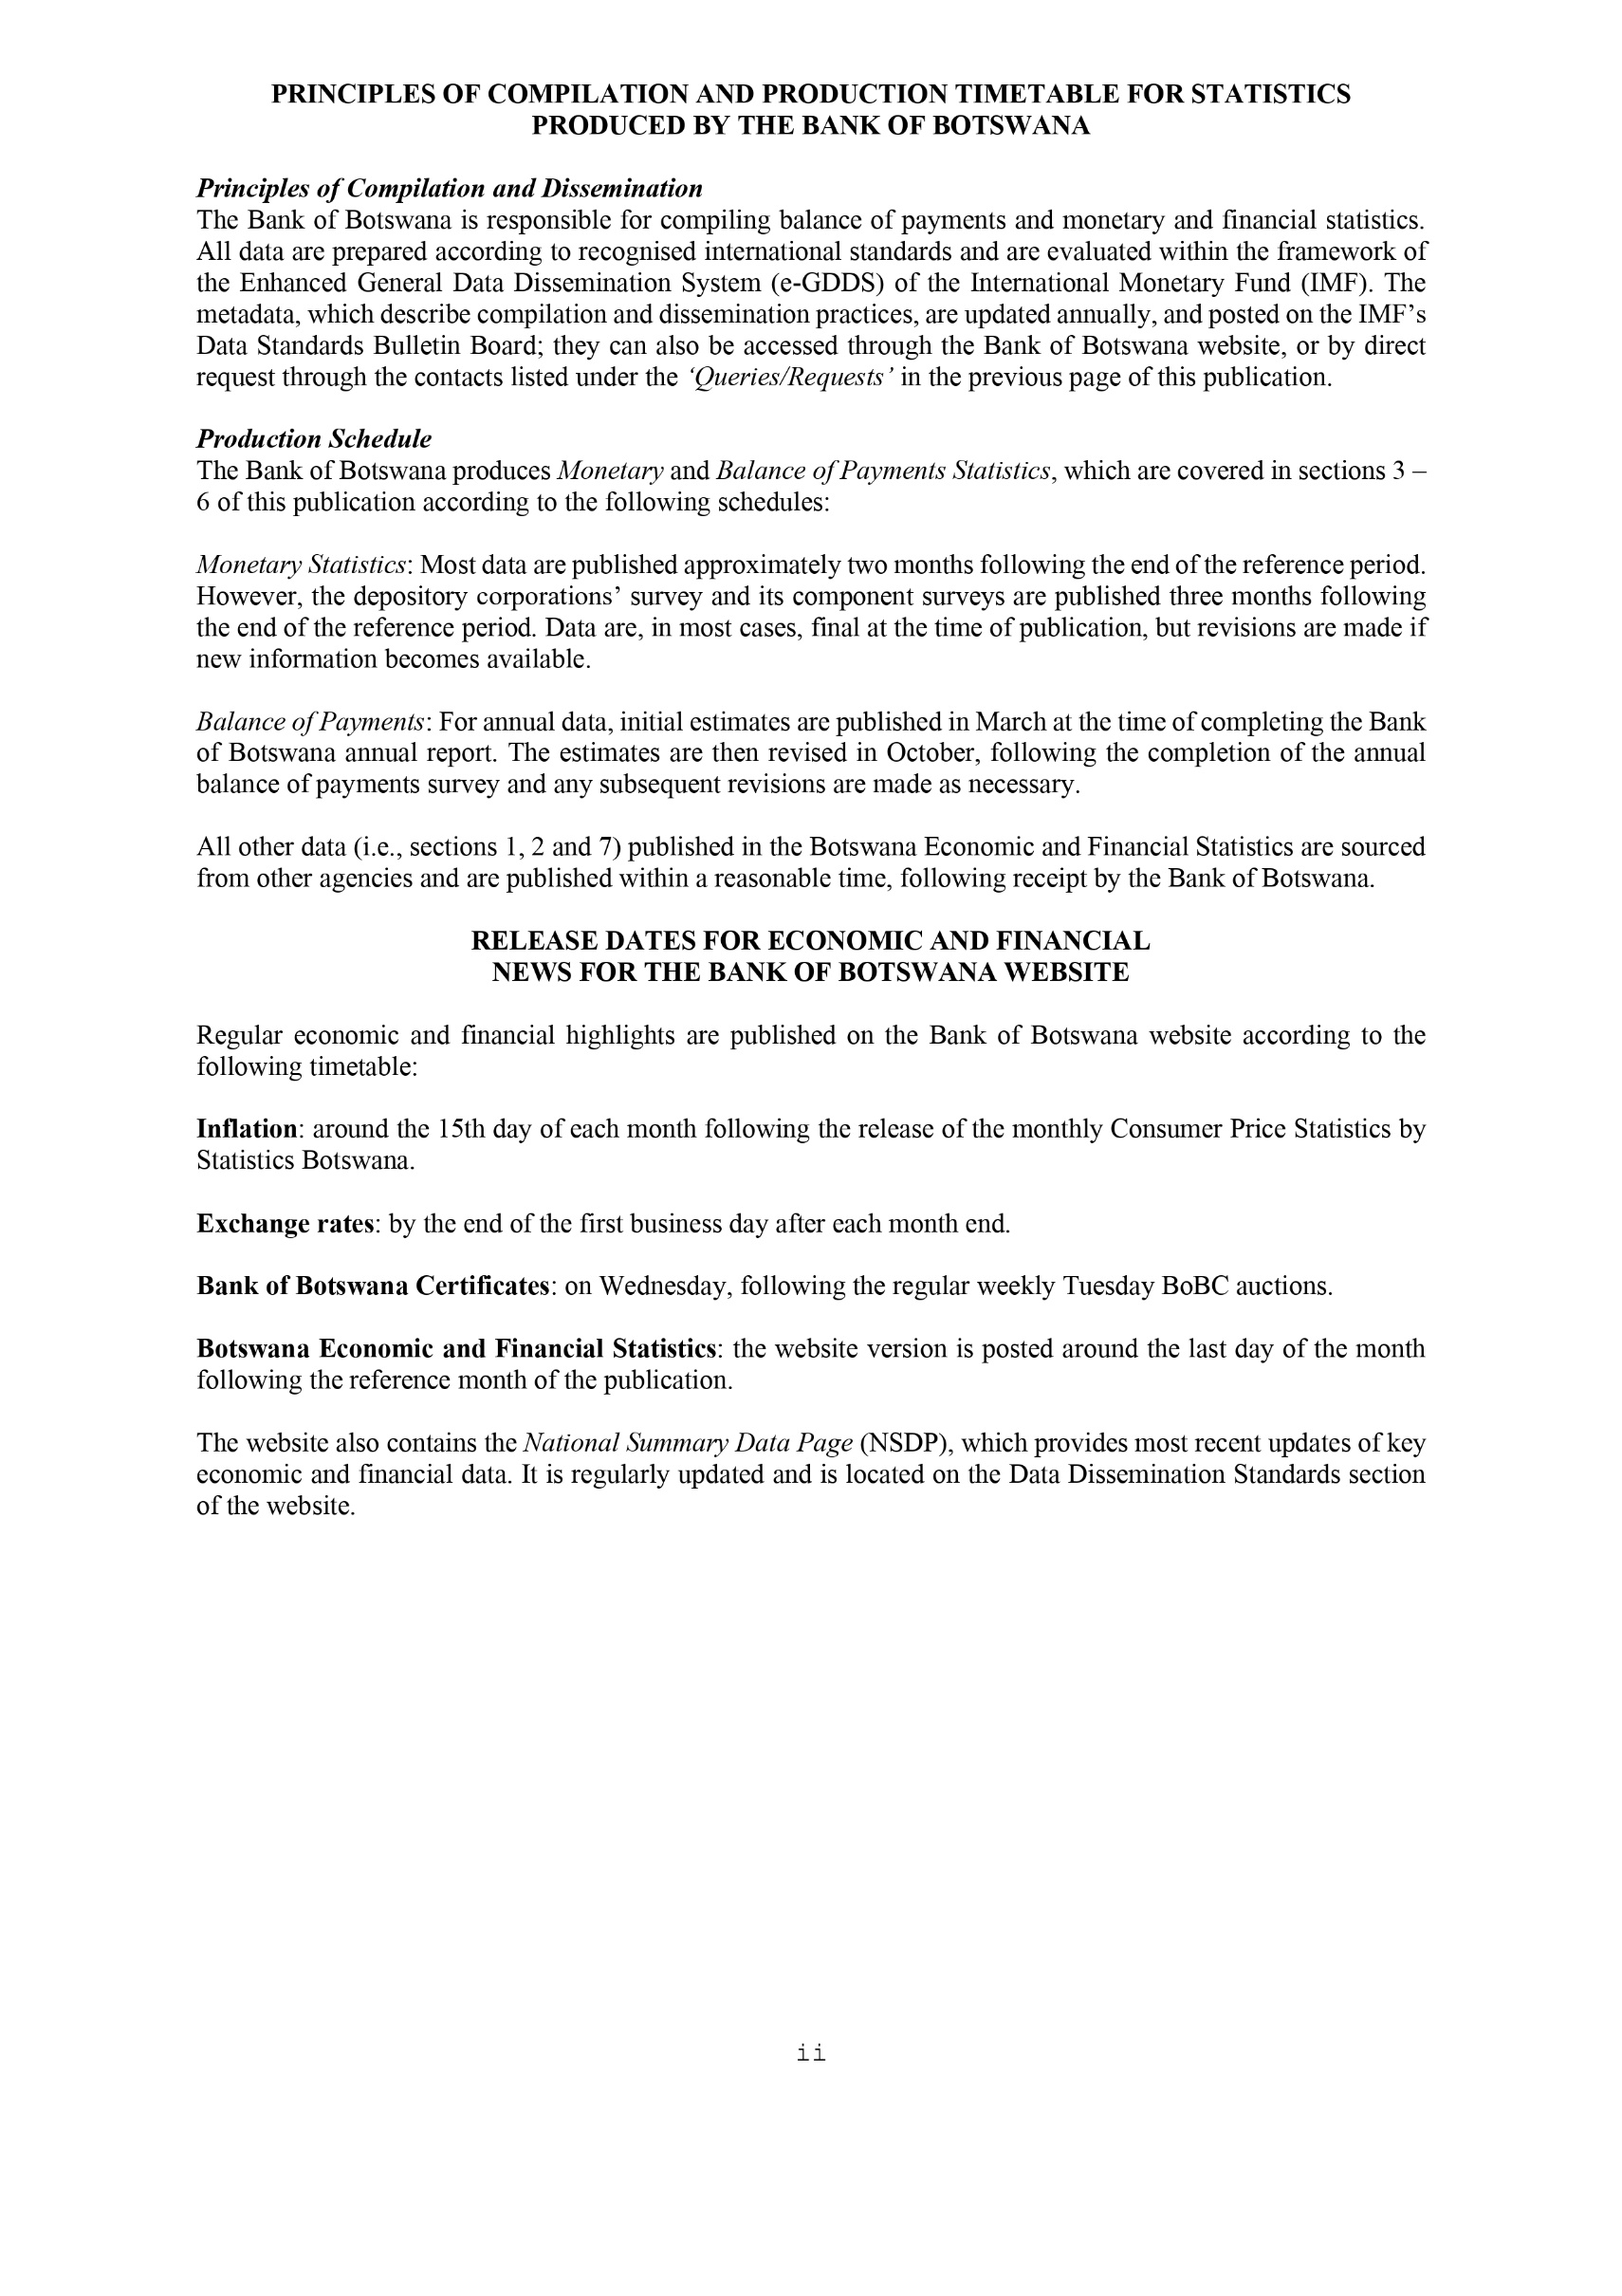 PRINCIPLES OF COMPILATION AND PRODUCTION TIMETABLE FOR STATISTICS
PRODUCED BY THE BANK OF BOTSWANA
Principles of Compilation and Dissemination
The Bank of Botswana is responsible for compiling balance of payments and monetary and financial statistics.
All data are prepared according to recognised international standards and are evaluated within the framework of
the Enhanced General Data Dissemination System (e-GDDS) of the International Monetary Fund (IMF). The
metadata, which describe compilation and dissemination practices, are updated annually, and posted on the IMF’s
Data Standards Bulletin Board; they can also be accessed through the Bank of Botswana website, or by direct
request through the contacts listed under the ‘Queries/Requests’ in the previous page of this publication.
Production Schedule
The Bank of Botswana produces Monetary and Balance of Payments Statistics, which are covered in sections 3 –
6 of this publication according to the following schedules:
Monetary Statistics: Most data are published approximately two months following the end of the reference period.
However, the depository corporations’ survey and its component surveys are published three months following
the end of the reference period. Data are, in most cases, final at the time of publication, but revisions are made if
new information becomes available.
Balance of Payments: For annual data, initial estimates are published in March at the time of completing the Bank
of Botswana annual report. The estimates are then revised in October, following the completion of the annual
balance of payments survey and any subsequent revisions are made as necessary.
All other data (i.e., sections 1, 2 and 7) published in the Botswana Economic and Financial Statistics are sourced
from other agencies and are published within a reasonable time, following receipt by the Bank of Botswana.
RELEASE DATES FOR ECONOMIC AND FINANCIAL
NEWS FOR THE BANK OF BOTSWANA WEBSITE
Regular economic and financial highlights are published on the Bank of Botswana website according to the
following timetable:
Inflation: around the 15th day of each month following the release of the monthly Consumer Price Statistics by
Statistics Botswana.
Exchange rates: by the end of the first business day after each month end.
Bank of Botswana Certificates: on Wednesday, following the regular weekly Tuesday BoBC auctions.
Botswana Economic and Financial Statistics: the website version is posted around the last day of the month
following the reference month of the publication.
The website also contains the National Summary Data Page (NSDP), which provides most recent updates of key
economic and financial data. It is regularly updated and is located on the Data Dissemination Standards section
of the website.
ii